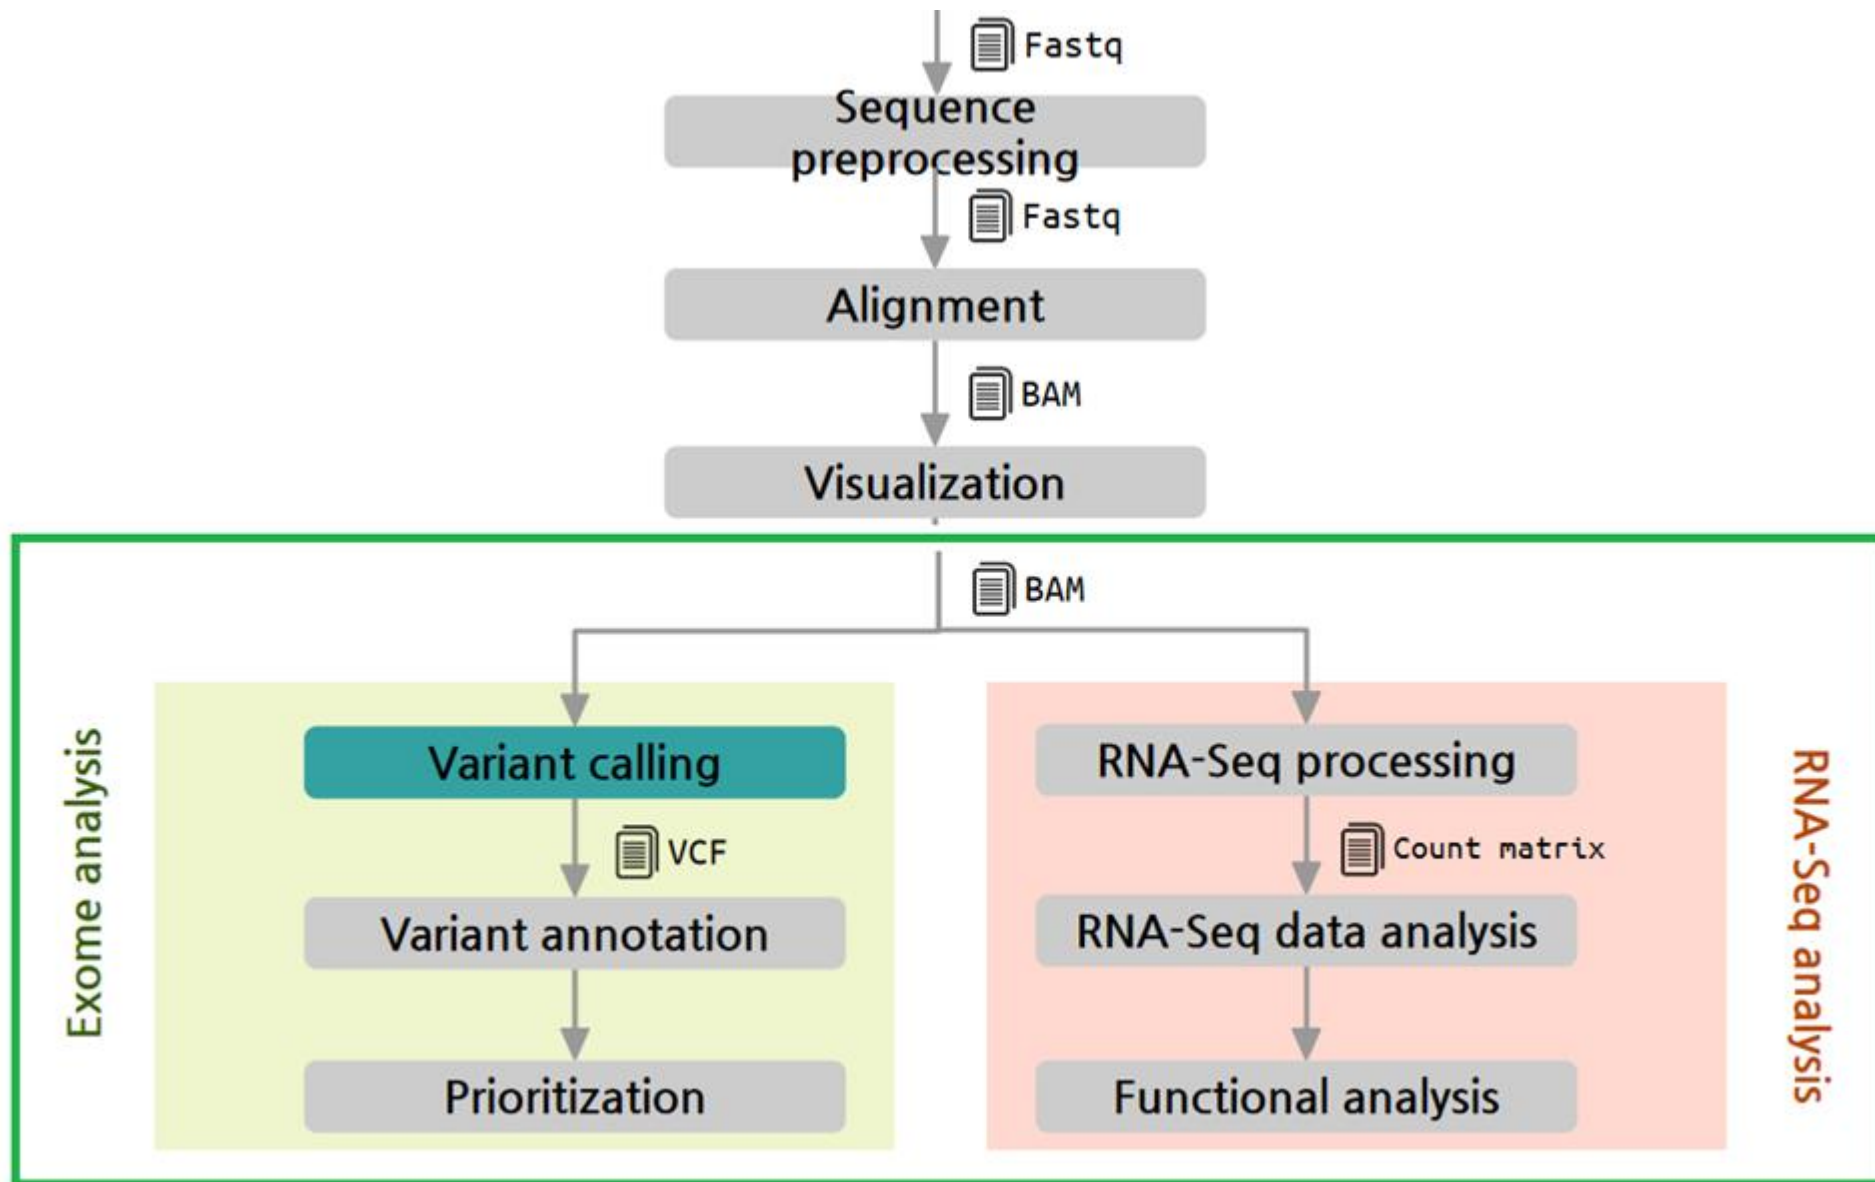 Fastq
Sequence
preprocessing
Fastq
Alignment
BAM
Visualization
BAM
Exome analysis
Variant calling
VCF
Variant annotation
Prioritization
RNA-Seq processing
Count matrix
RNA-Seq data analysis
Functional analysis
RNA-Seq analysis